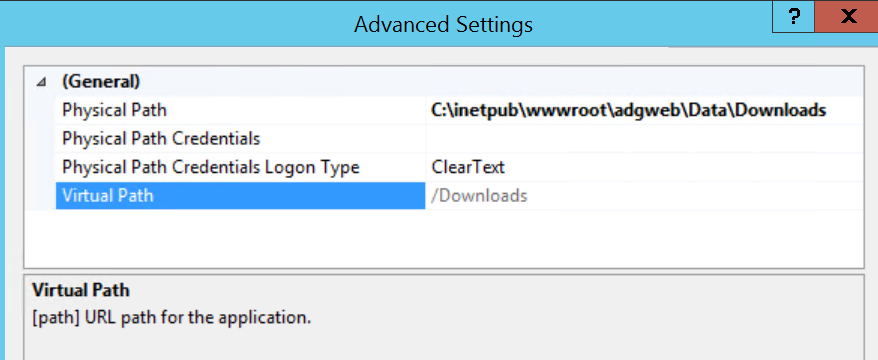 Advanced Settings
?
X
(General)
Physical Path C:\inetpub\wwwroot\adgweb\Data\Downloads
Physical Path Credentials
Physical Path Credentials Logon Type ClearText
Virtual Path /Downloads
Virtual Path
[path] URL path for the application.